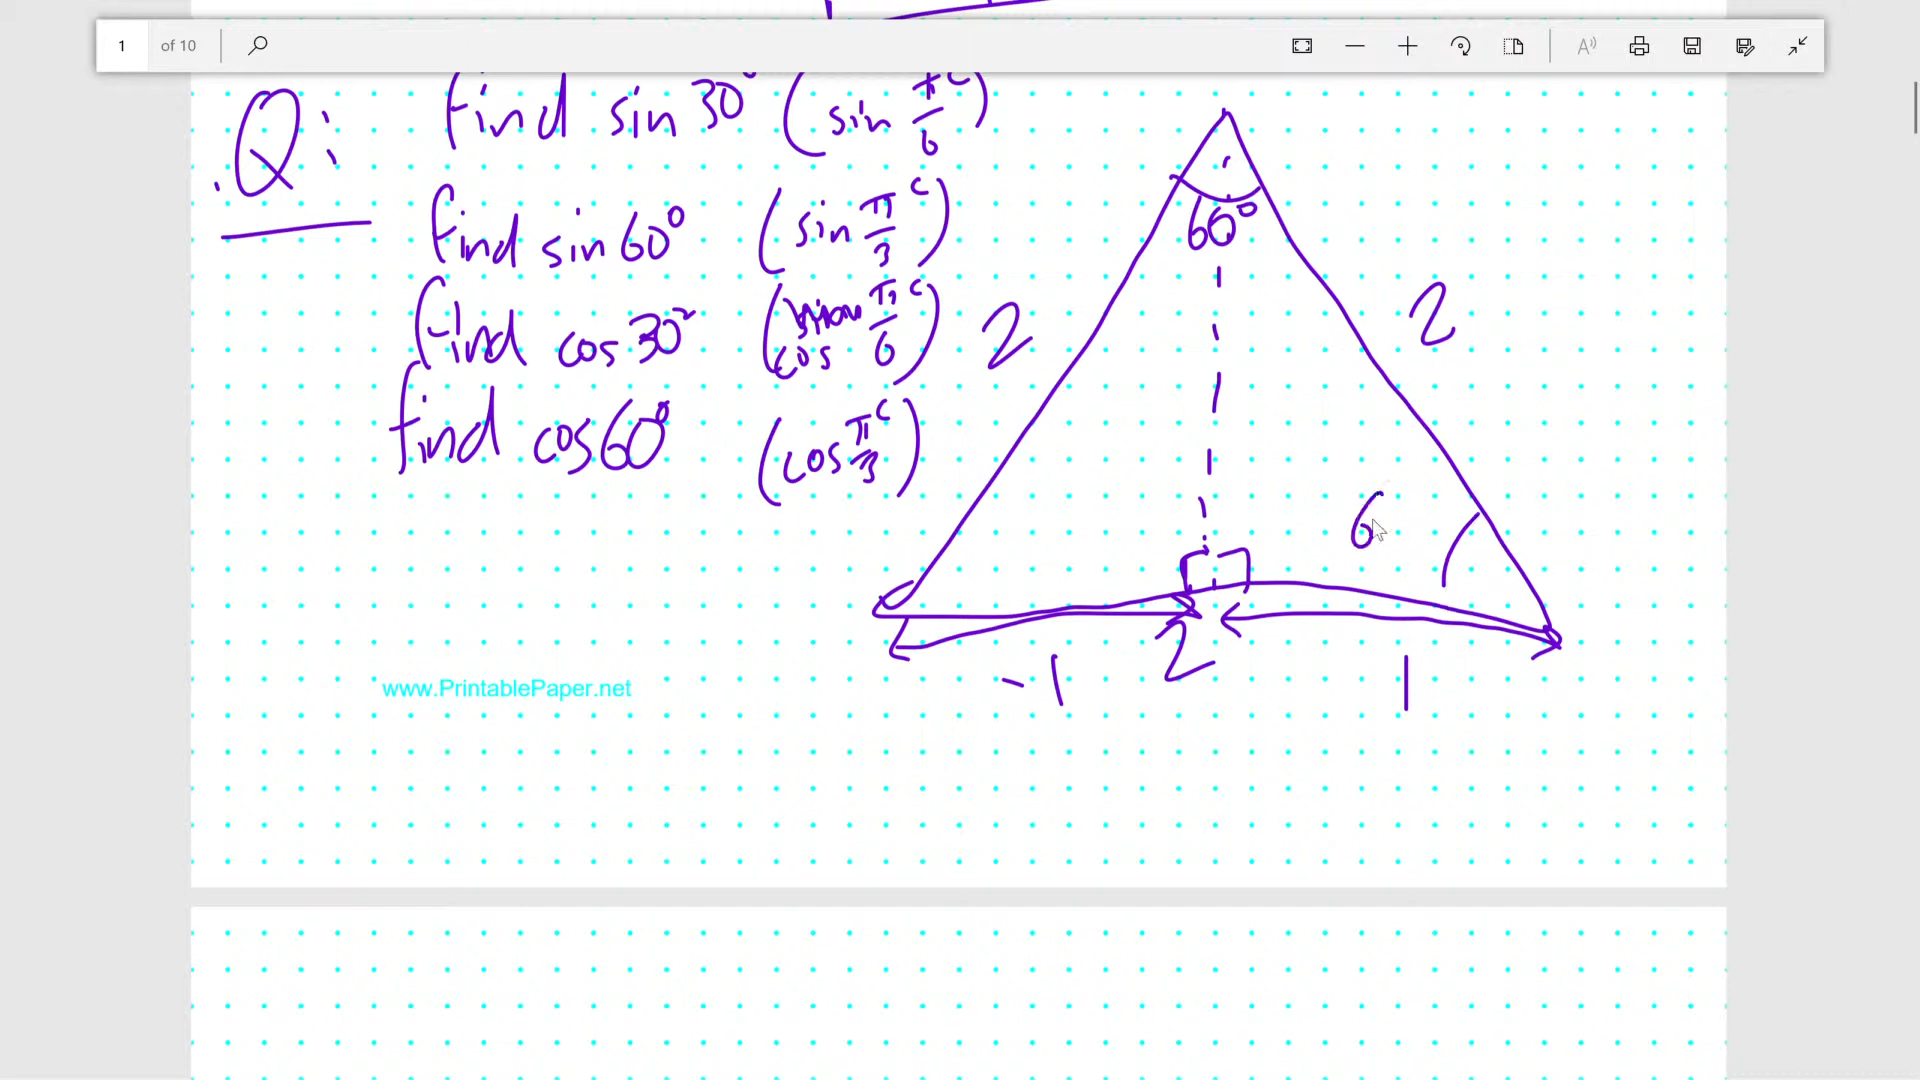 1 of 10
Q: find sin 30° (sin π/6 ᶜ)
find sin 60° (sin π/3 ᶜ)
find cos 30° (cos π/6 ᶜ)
find cos 60° (cos π/3 ᶜ)
60°
2
2
6
2
-1
1
www.PrintablePaper.net